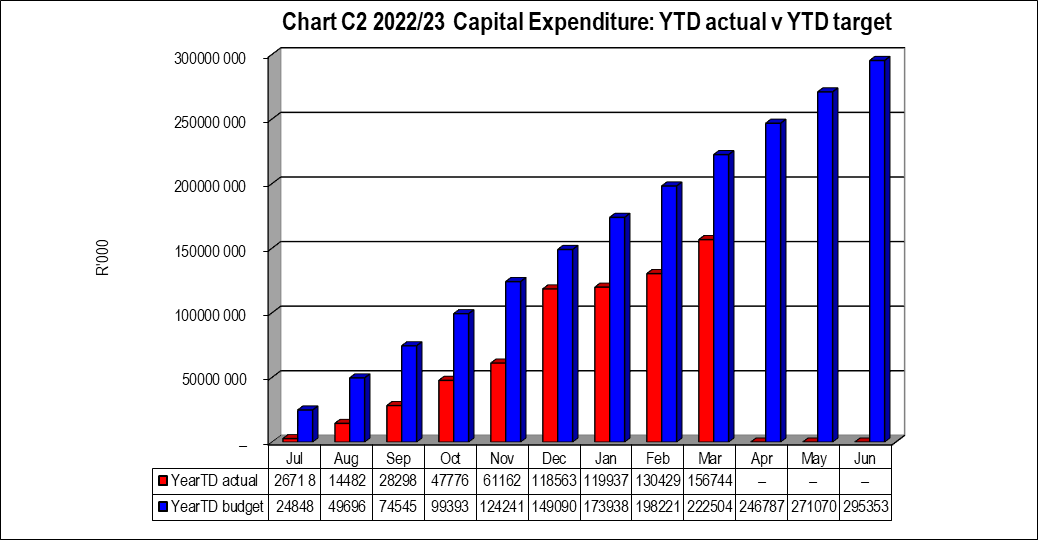 Chart C2 2022/23 Capital Expenditure: YTD actual v YTD target
300000 000
250000 000
200000 000
150000 000
100000 000
50000 000
–
R'000
Jul Aug Sep Oct Nov Dec Jan Feb Mar Apr May Jun
YearTD actual 2671 8 14482 28298 47776 61162 118563 119937 130429 156744 – – –
YearTD budget 24848 49696 74545 99393 124241 149090 173938 198221 222504 246787 271070 295353